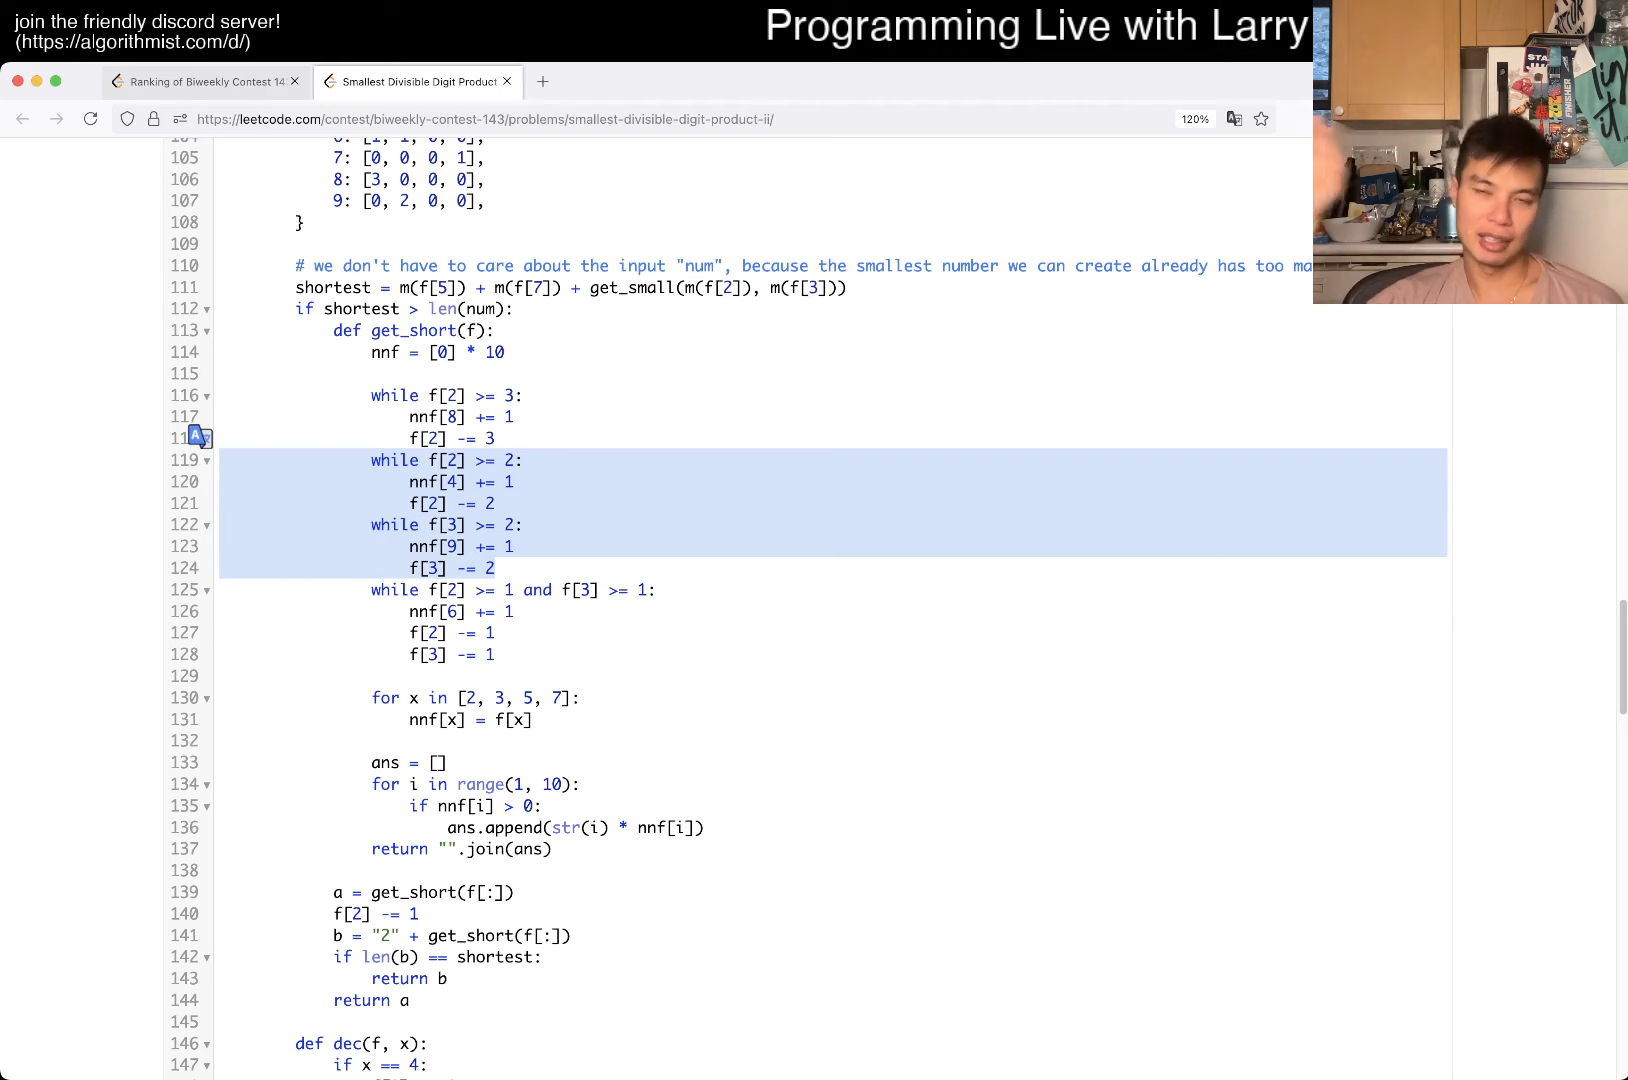 join the friendly discord server!
(https://algorithmist.com/d/)
Programming Live with Larry
Ranking of Biweekly Contest 14
Smallest Divisible Digit Product
https://leetcode.com/contest/biweekly-contest-143/problems/smallest-divisible-digit-product-ii/
120%
105 7: [0, 0, 0, 1],
106 8: [3, 0, 0, 0],
107 9: [0, 2, 0, 0],
108 }
109
110 # we don't have to care about the input "num", because the smallest number we can create already has too ma
111 shortest = m(f[5]) + m(f[7]) + get_small(m(f[2]), m(f[3]))
112 if shortest > len(num):
113 def get_short(f):
114 nnf = [0] * 10
115
116 while f[2] >= 3:
117 nnf[8] += 1
f[2] -= 3
119 while f[2] >= 2:
120 nnf[4] += 1
121 f[2] -= 2
122 while f[3] >= 2:
123 nnf[9] += 1
124 f[3] -= 2
125 while f[2] >= 1 and f[3] >= 1:
126 nnf[6] += 1
127 f[2] -= 1
128 f[3] -= 1
129
130 for x in [2, 3, 5, 7]:
131 nnf[x] = f[x]
132
133 ans = []
134 for i in range(1, 10):
135 if nnf[i] > 0:
136 ans.append(str(i) * nnf[i])
137 return "".join(ans)
138
139 a = get_short(f[:])
140 f[2] -= 1
141 b = "2" + get_short(f[:])
142 if len(b) == shortest:
143 return b
144 return a
145
146 def dec(f, x):
147 if x == 4: